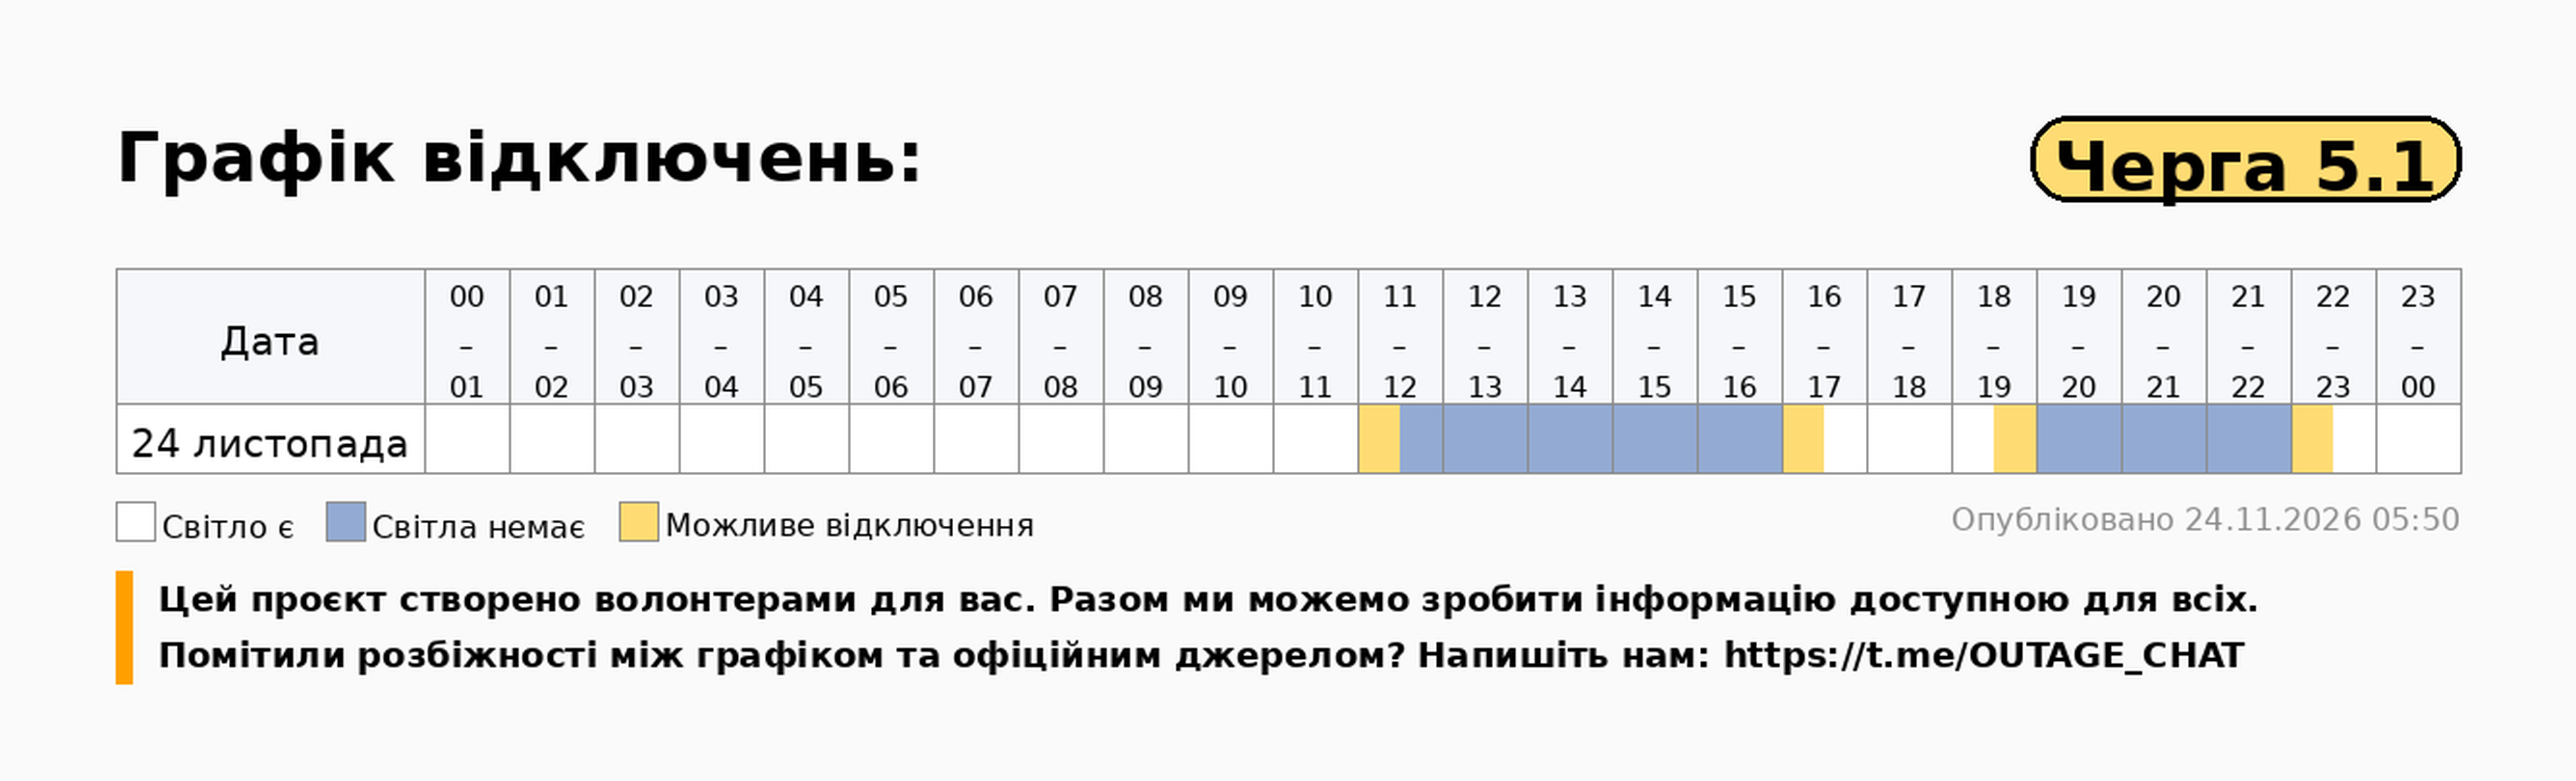 Графік відключень:
Черга 5.1
Дата
00 – 01
01 – 02
02 – 03
03 – 04
04 – 05
05 – 06
06 – 07
07 – 08
08 – 09
09 – 10
10 – 11
11 – 12
12 – 13
13 – 14
14 – 15
15 – 16
16 – 17
17 – 18
18 – 19
19 – 20
20 – 21
21 – 22
22 – 23
23 – 00
24 листопада
Світло є
Світла немає
Можливе відключення
Опубліковано 24.11.2026 05:50
Цей проєкт створено волонтерами для вас. Разом ми можемо зробити інформацію доступною для всіх.
Помітили розбіжності між графіком та офіційним джерелом? Напишіть нам: https://t.me/OUTAGE_CHAT